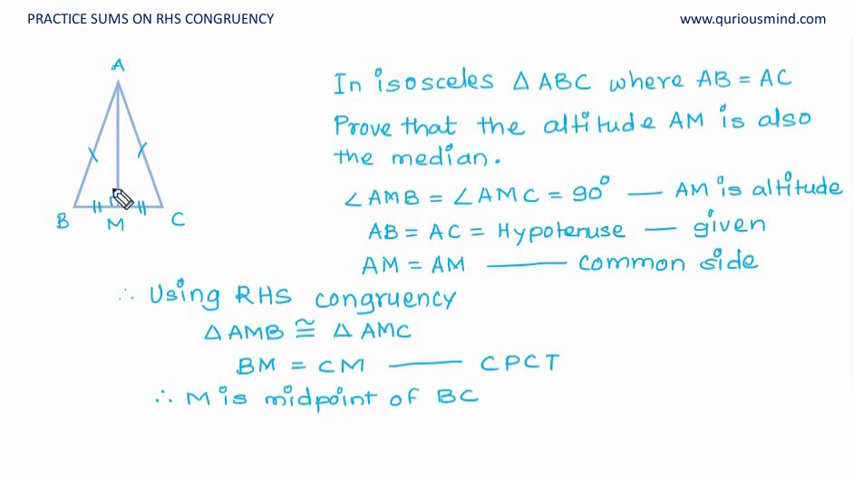 PRACTICE SUMS ON RHS CONGRUENCY
www.quriousmind.com
A
B
M
C
In isosceles Δ ABC where AB = AC
Prove that the altitude AM is also
the median.
∠AMB = ∠AMC = 90° — AM is altitude
AB = AC = Hypotenuse — given
AM = AM — common side
∴ Using RHS congruency
Δ AMB ≅ Δ AMC
BM = CM — CPCT
∴ M is midpoint of BC